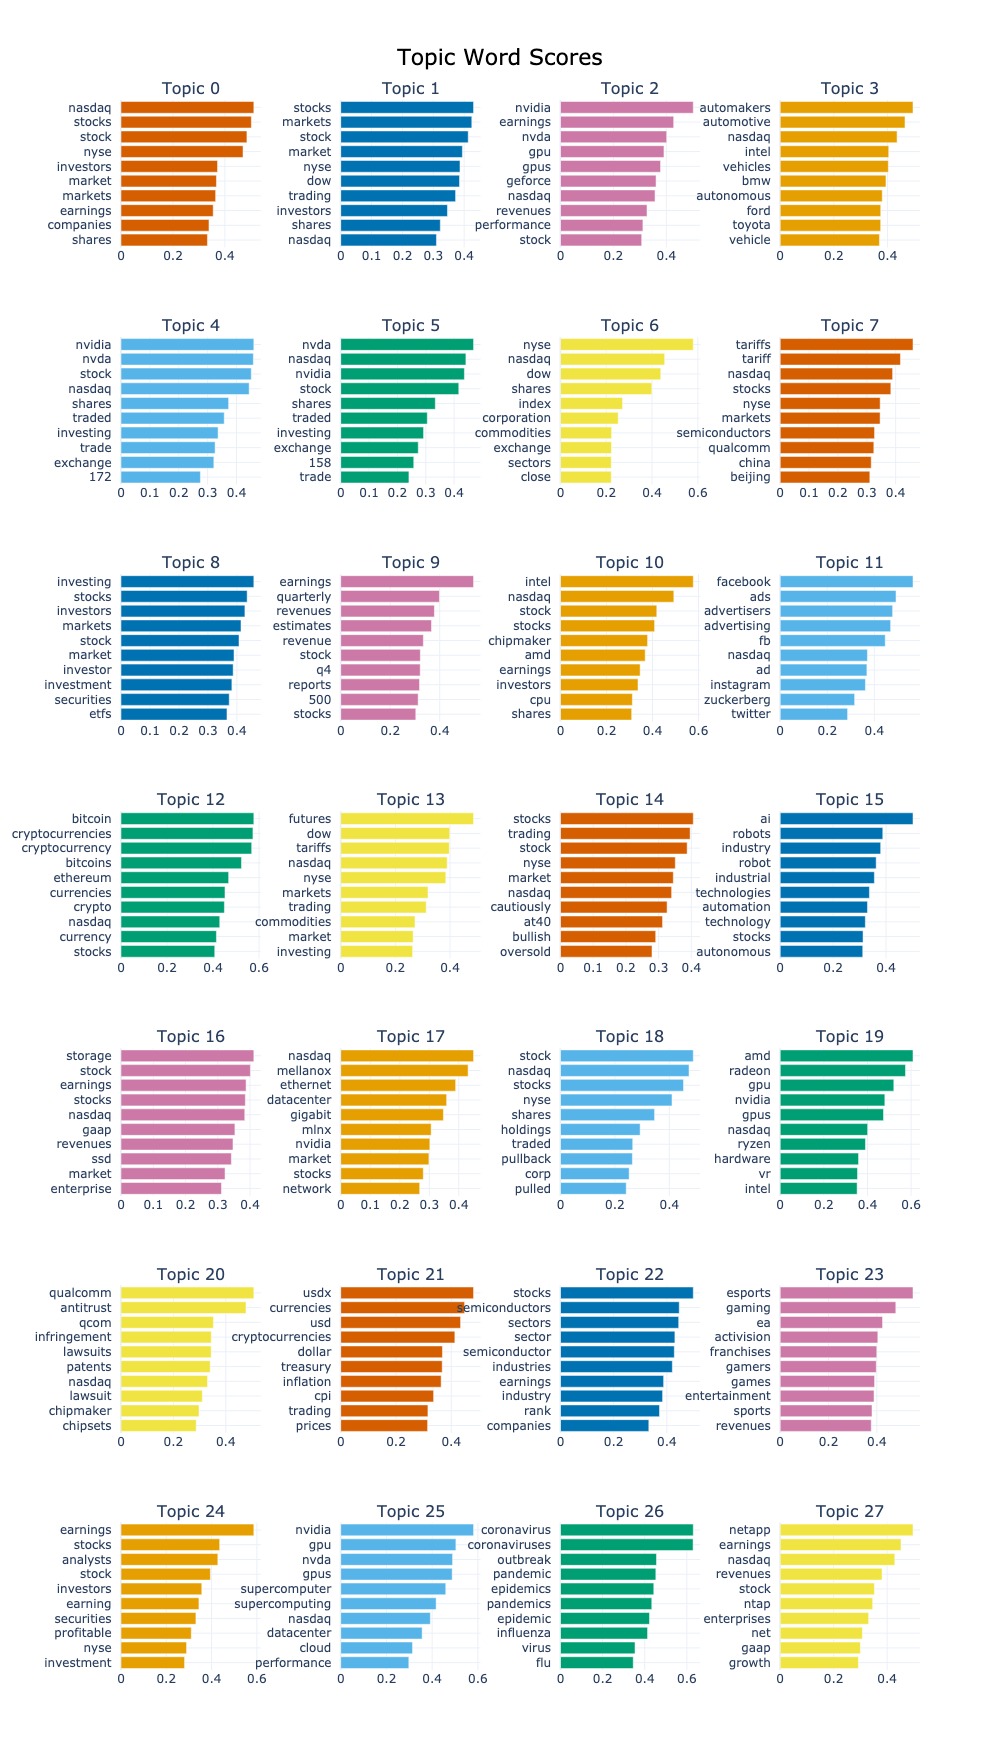 Topic Word Scores
Topic 0
nasdaq
stocks
stock
nyse
investors
market
markets
earnings
companies
shares
0 0.2 0.4
Topic 1
stocks
markets
stock
market
nyse
dow
trading
investors
shares
nasdaq
0 0.1 0.2 0.3 0.4
Topic 2
nvidia
earnings
nvda
gpu
gpus
geforce
nasdaq
revenues
performance
stock
0 0.2 0.4
Topic 3
automakers
automotive
nasdaq
intel
vehicles
bmw
autonomous
ford
toyota
vehicle
0 0.2 0.4
Topic 4
nvidia
nvda
stock
nasdaq
shares
traded
investing
trade
exchange
172
0 0.1 0.2 0.3 0.4
Topic 5
nvda
nasdaq
nvidia
stock
shares
traded
investing
exchange
158
trade
0 0.1 0.2 0.3 0.4
Topic 6
nyse
nasdaq
dow
shares
index
corporation
commodities
exchange
sectors
close
0 0.2 0.4 0.6
Topic 7
tariffs
tariff
nasdaq
stocks
nyse
markets
semiconductors
qualcomm
china
beijing
0 0.1 0.2 0.3 0.4
Topic 8
investing
stocks
investors
markets
stock
market
investor
investment
securities
etfs
0 0.1 0.2 0.3 0.4
Topic 9
earnings
quarterly
revenues
estimates
revenue
stock
q4
reports
500
stocks
0 0.2 0.4
Topic 10
intel
nasdaq
stock
stocks
chipmaker
amd
earnings
investors
cpu
shares
0 0.2 0.4 0.6
Topic 11
facebook
ads
advertisers
advertising
fb
nasdaq
ad
instagram
zuckerberg
twitter
0 0.2 0.4
Topic 12
bitcoin
cryptocurrencies
cryptocurrency
bitcoins
ethereum
currencies
crypto
nasdaq
currency
stocks
0 0.2 0.4 0.6
Topic 13
futures
dow
tariffs
nasdaq
nyse
markets
trading
commodities
market
investing
0 0.2 0.4
Topic 14
stocks
trading
stock
nyse
market
nasdaq
cautiously
at40
bullish
oversold
0 0.1 0.2 0.3 0.4
Topic 15
ai
robots
industry
robot
industrial
technologies
automation
technology
stocks
autonomous
0 0.2 0.4
Topic 16
storage
stock
earnings
stocks
nasdaq
gaap
revenues
ssd
market
enterprise
0 0.1 0.2 0.3 0.4
Topic 17
nasdaq
mellanox
ethernet
datacenter
gigabit
mlnx
nvidia
market
stocks
network
0 0.1 0.2 0.3 0.4
Topic 18
stock
nasdaq
stocks
nyse
shares
holdings
traded
pullback
corp
pulled
0 0.2 0.4
Topic 19
amd
radeon
gpu
nvidia
gpus
nasdaq
ryzen
hardware
vr
intel
0 0.2 0.4 0.6
Topic 20
qualcomm
antitrust
qcom
infringement
lawsuits
patents
nasdaq
lawsuit
chipmaker
chipsets
0 0.2 0.4
Topic 21
usdx
currencies
usd
cryptocurrencies
dollar
treasury
inflation
cpi
trading
prices
0 0.2 0.4
Topic 22
stocks
semiconductors
sectors
sector
semiconductor
industries
earnings
industry
rank
companies
0 0.2 0.4
Topic 23
esports
gaming
ea
activision
franchises
gamers
games
entertainment
sports
revenues
0 0.2 0.4
Topic 24
earnings
stocks
analysts
stock
investors
earning
securities
profitable
nyse
investment
0 0.2 0.4 0.6
Topic 25
nvidia
gpu
nvda
gpus
supercomputer
supercomputing
nasdaq
datacenter
cloud
performance
0 0.2 0.4 0.6
Topic 26
coronavirus
coronaviruses
outbreak
pandemic
epidemics
pandemics
epidemic
influenza
virus
flu
0 0.2 0.4 0.6
Topic 27
netapp
earnings
nasdaq
revenues
stock
ntap
enterprises
net
gaap
growth
0 0.2 0.4